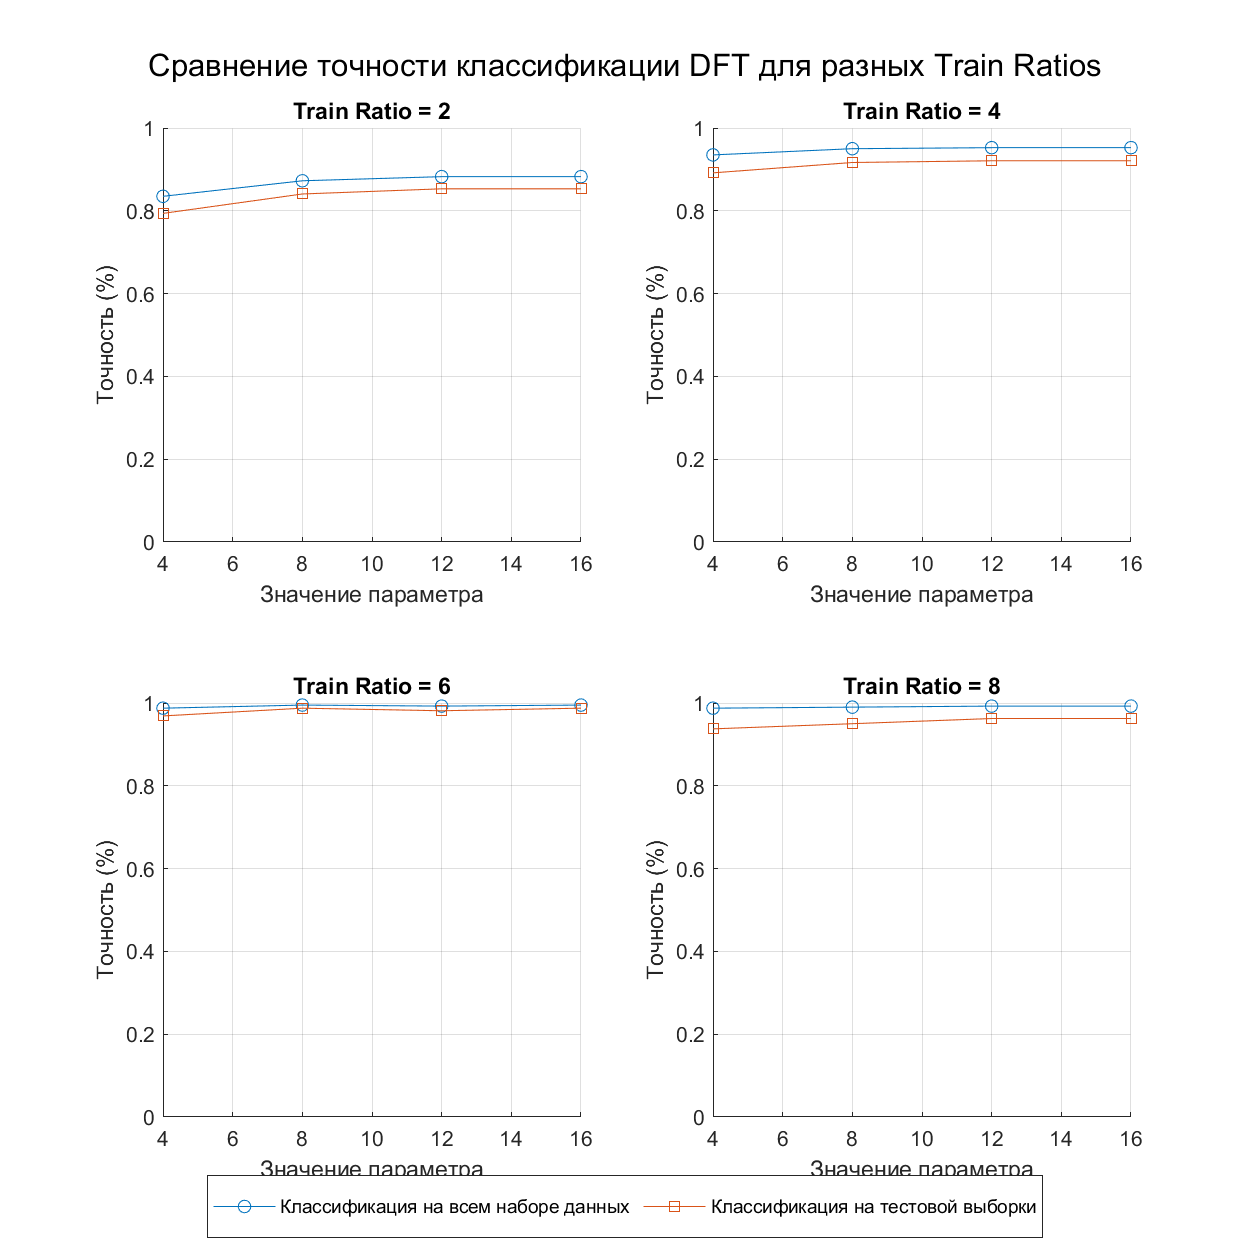 Сравнение точности классификации DFT для разных Train Ratios
Train Ratio = 2
1
0.8
0.6
0.4
0.2
0
Точность (%)
4 6 8 10 12 14 16
Значение параметра
Train Ratio = 4
1
0.8
0.6
0.4
0.2
0
Точность (%)
4 6 8 10 12 14 16
Значение параметра
Train Ratio = 6
1
0.8
0.6
0.4
0.2
0
Точность (%)
4 6 8 10 12 14 16
Значение параметра
Train Ratio = 8
1
0.8
0.6
0.4
0.2
0
Точность (%)
4 6 8 10 12 14 16
Значение параметра
Классификация на всем наборе данных
Классификация на тестовой выборки